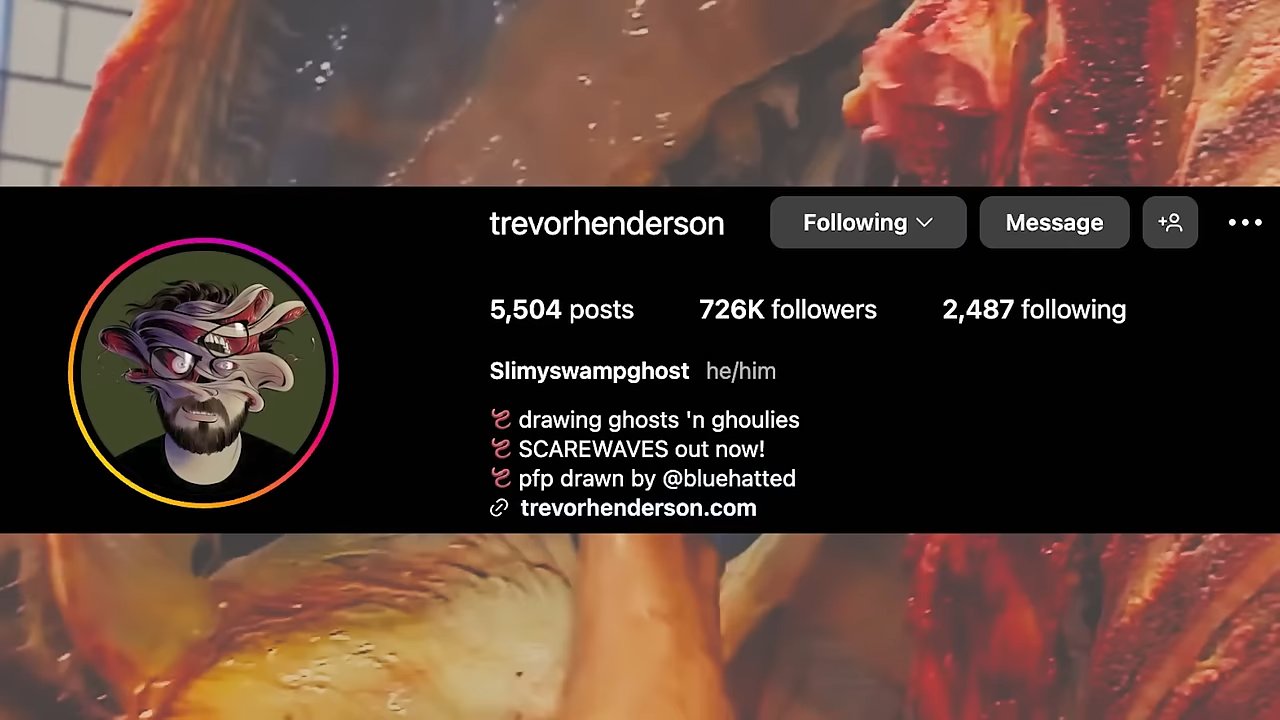 trevorhenderson Following Message
5,504 posts 726K followers 2,487 following
Slimyswampghost he/him
drawing ghosts 'n ghoulies
SCAREWAVES out now!
pfp drawn by @bluehatted
trevorhenderson.com